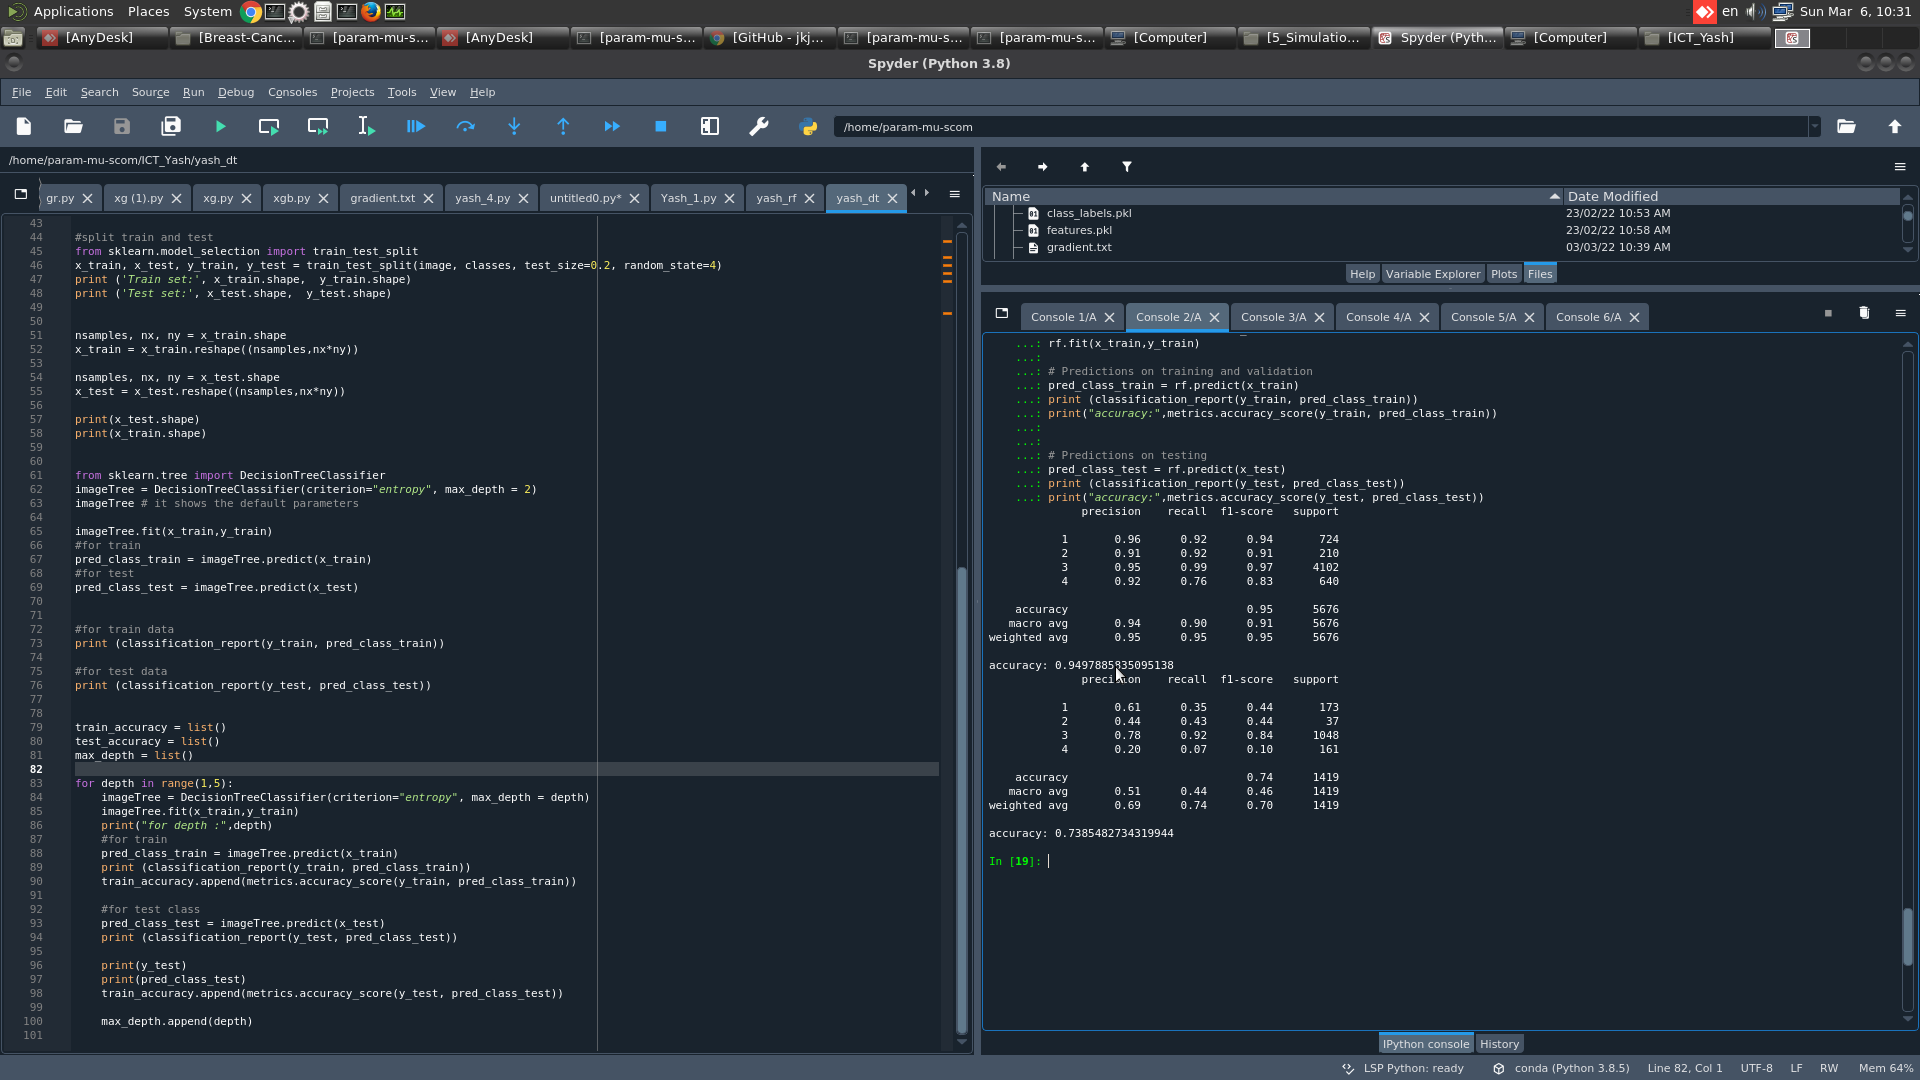 Applications Places System
en Sun Mar 6, 10:31
[AnyDesk] [Breast-Canc... [param-mu-s... [AnyDesk] [param-mu-s... [GitHub - jkj... [param-mu-s... [param-mu-s... [Computer] [5_Simulatio... Spyder (Pyth... [Computer] [ICT_Yash]
Spyder (Python 3.8)
File Edit Search Source Run Debug Consoles Projects Tools View Help
/home/param-mu-scom
/home/param-mu-scom/ICT_Yash/yash_dt
gr.py xg (1).py xg.py xgb.py gradient.txt yash_4.py untitled0.py* Yash_1.py yash_rf yash_dt
43
44 #split train and test
45 from sklearn.model_selection import train_test_split
46 x_train, x_test, y_train, y_test = train_test_split(image, classes, test_size=0.2, random_state=4)
47 print ('Train set:', x_train.shape,  y_train.shape)
48 print ('Test set:', x_test.shape,  y_test.shape)
49
50
51 nsamples, nx, ny = x_train.shape
52 x_train = x_train.reshape((nsamples,nx*ny))
53
54 nsamples, nx, ny = x_test.shape
55 x_test = x_test.reshape((nsamples,nx*ny))
56
57 print(x_test.shape)
58 print(x_train.shape)
59
60
61 from sklearn.tree import DecisionTreeClassifier
62 imageTree = DecisionTreeClassifier(criterion="entropy", max_depth = 2)
63 imageTree # it shows the default parameters
64
65 imageTree.fit(x_train,y_train)
66 #for train
67 pred_class_train = imageTree.predict(x_train)
68 #for test
69 pred_class_test = imageTree.predict(x_test)
70
71
72 #for train data
73 print (classification_report(y_train, pred_class_train))
74
75 #for test data
76 print (classification_report(y_test, pred_class_test))
77
78
79 train_accuracy = list()
80 test_accuracy = list()
81 max_depth = list()
82
83 for depth in range(1,5):
84     imageTree = DecisionTreeClassifier(criterion="entropy", max_depth = depth)
85     imageTree.fit(x_train,y_train)
86     print("for depth :",depth)
87     #for train
88     pred_class_train = imageTree.predict(x_train)
89     print (classification_report(y_train, pred_class_train))
90     train_accuracy.append(metrics.accuracy_score(y_train, pred_class_train))
91
92     #for test class
93     pred_class_test = imageTree.predict(x_test)
94     print (classification_report(y_test, pred_class_test))
95
96     print(y_test)
97     print(pred_class_test)
98     train_accuracy.append(metrics.accuracy_score(y_test, pred_class_test))
99
100     max_depth.append(depth)
101
Name Date Modified
class_labels.pkl 23/02/22 10:53 AM
features.pkl 23/02/22 10:58 AM
gradient.txt 03/03/22 10:39 AM
Help Variable Explorer Plots Files
Console 1/A Console 2/A Console 3/A Console 4/A Console 5/A Console 6/A
...: rf.fit(x_train,y_train)
...:
...: # Predictions on training and validation
...: pred_class_train = rf.predict(x_train)
...: print (classification_report(y_train, pred_class_train))
...: print("accuracy:",metrics.accuracy_score(y_train, pred_class_train))
...:
...:
...: # Predictions on testing
...: pred_class_test = rf.predict(x_test)
...: print (classification_report(y_test, pred_class_test))
...: print("accuracy:",metrics.accuracy_score(y_test, pred_class_test))
precision recall f1-score support
1 0.96 0.92 0.94 724
2 0.91 0.92 0.91 210
3 0.95 0.99 0.97 4102
4 0.92 0.76 0.83 640
accuracy 0.95 5676
macro avg 0.94 0.90 0.91 5676
weighted avg 0.95 0.95 0.95 5676
accuracy: 0.9497885835095138
precision recall f1-score support
1 0.61 0.35 0.44 173
2 0.44 0.43 0.44 37
3 0.78 0.92 0.84 1048
4 0.20 0.07 0.10 161
accuracy 0.74 1419
macro avg 0.51 0.44 0.46 1419
weighted avg 0.69 0.74 0.70 1419
accuracy: 0.7385482734319944
In [19]:
IPython console History
LSP Python: ready conda (Python 3.8.5) Line 82, Col 1 UTF-8 LF RW Mem 64%